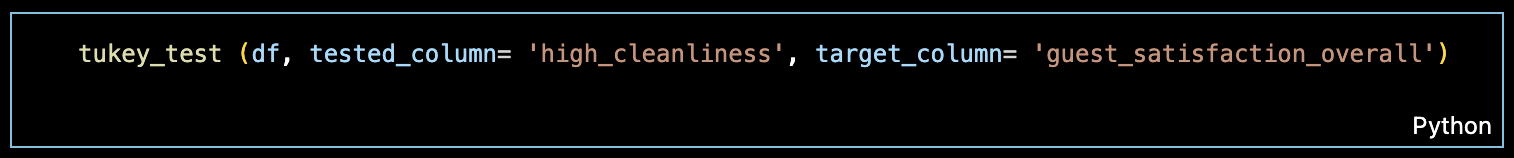 tukey_test (df, tested_column= 'high_cleanliness', target_column= 'guest_satisfaction_overall')
Python